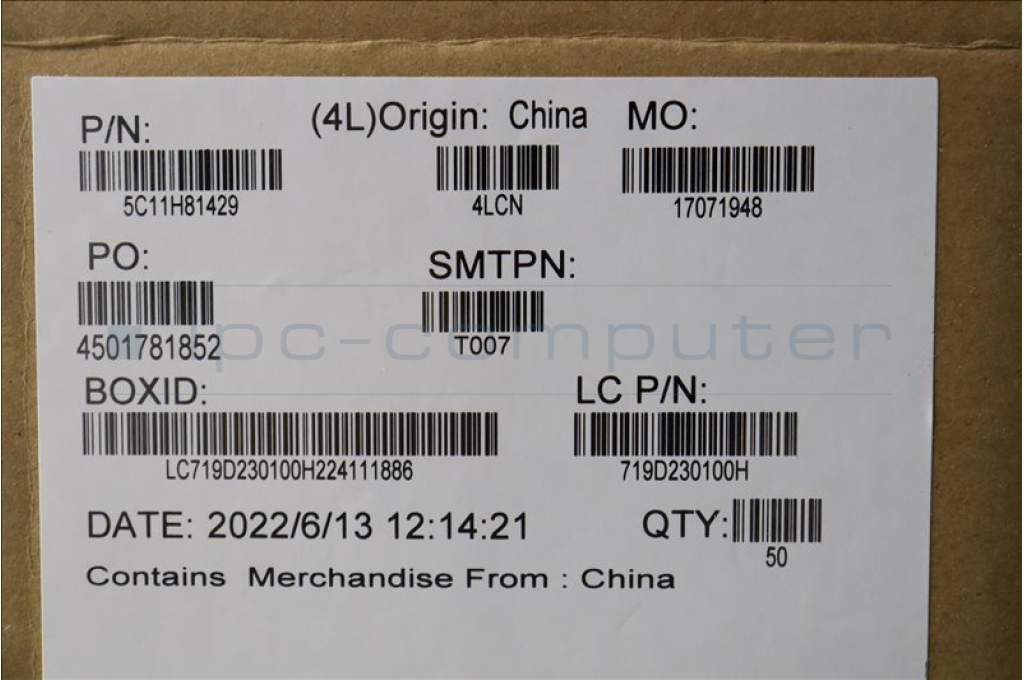 P/N: (4L)Origin: China MO:
5C11H81429 4LCN 17071948
PO: SMTPN:
4501781852 T007
ipc-computer
BOXID: LC P/N:
LC719D230100H224111886 719D230100H
DATE: 2022/6/13 12:14:21 QTY:
50
Contains Merchandise From : China